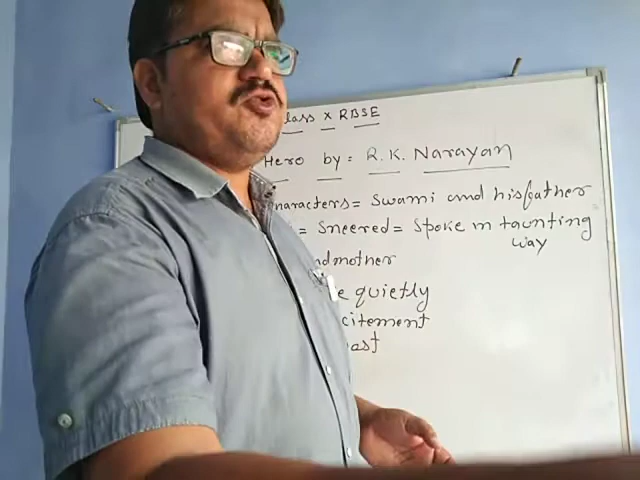 lass X RBSE
Hero by = R.K. Narayan
haracters = Swami and his father
= Sneered = Spoke in taunting
way
ndmother
e quietly
citement
ast